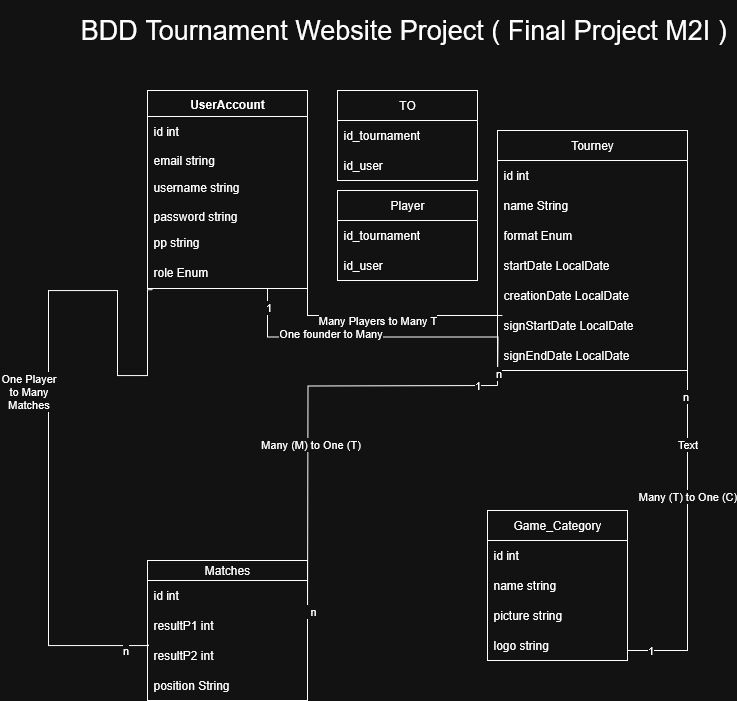 BDD Tournament Website Project ( Final Project M2I )
UserAccount
id int
email string
username string
password string
pp string
role Enum
TO
id_tournament
id_user
Player
id_tournament
id_user
Tourney
id int
name String
format Enum
startDate LocalDate
creationDate LocalDate
signStartDate LocalDate
signEndDate LocalDate
1
Many Players to Many T
One founder to Many
n
1
One Player
to Many
Matches
n
Many (M) to One (T)
Text
Many (T) to One (C)
Game_Category
id int
name string
picture string
logo string
1
Matches
id int
resultP1 int
resultP2 int
position String
n
n